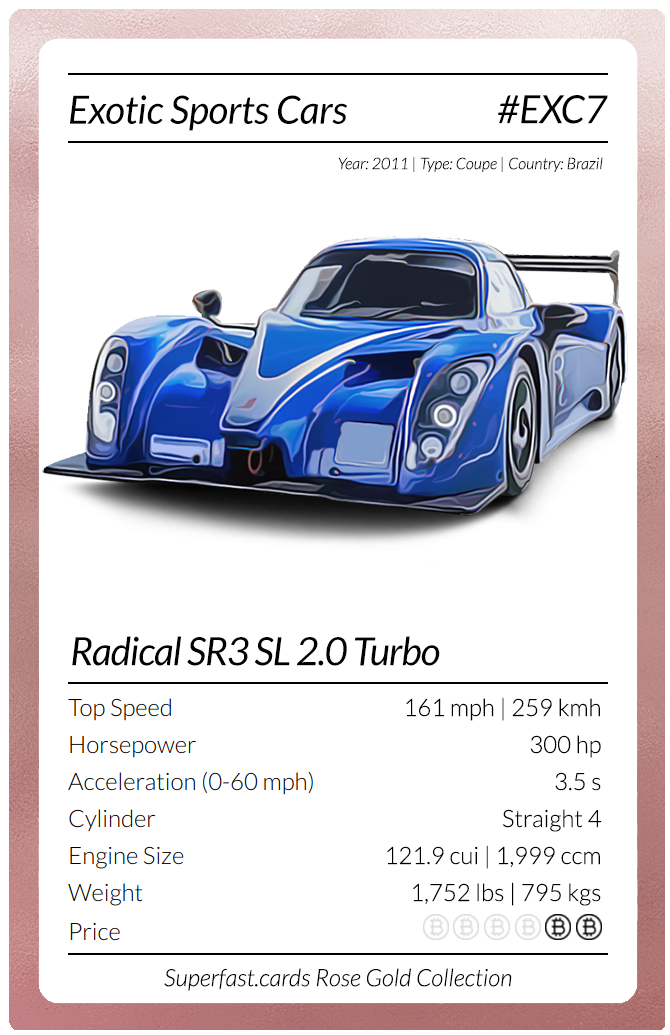 Exotic Sports Cars #EXC7
Year: 2011 | Type: Coupe | Country: Brazil
Radical SR3 SL 2.0 Turbo
Top Speed 161 mph | 259 kmh
Horsepower 300 hp
Acceleration (0-60 mph) 3.5 s
Cylinder Straight 4
Engine Size 121.9 cui | 1,999 ccm
Weight 1,752 lbs | 795 kgs
Price
Superfast.cards Rose Gold Collection